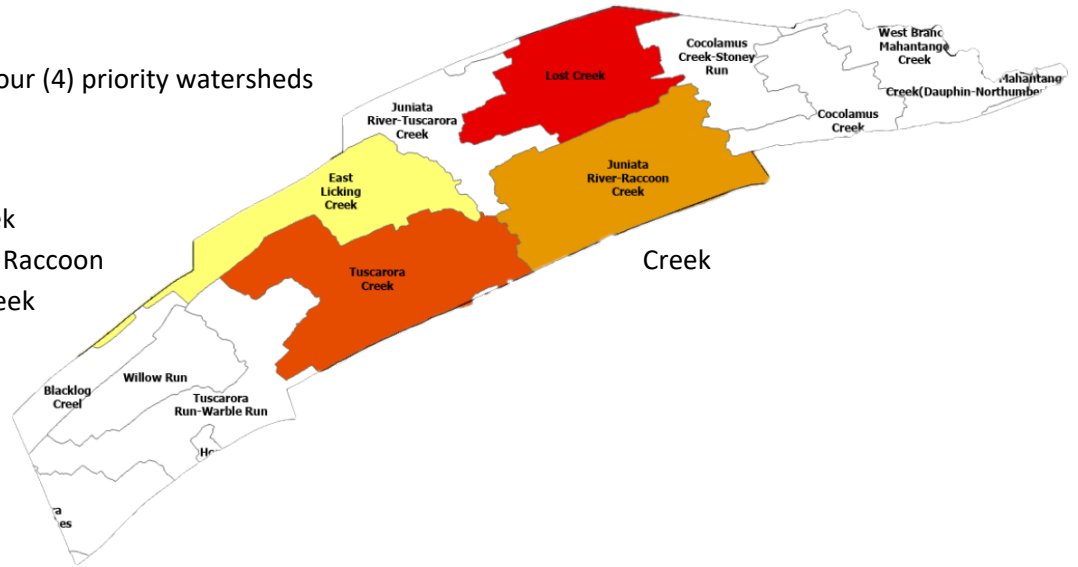 our (4) priority watersheds
ek
Raccoon Creek
eek
Lost Creek
Cocolamus
Creek-Stoney
Run
West Branc
Mahantango
Creek
Mahantang
Creek(Dauphin-Northumber
Cocolamus
Creek
Juniata
River-Tuscarora
Creek
Juniata
River-Raccoon
Creek
East
Licking
Creek
Tuscarora
Creek
Willow Run
Blacklog
Creel
Tuscarora
Run-Warble Run
Ho
a
es